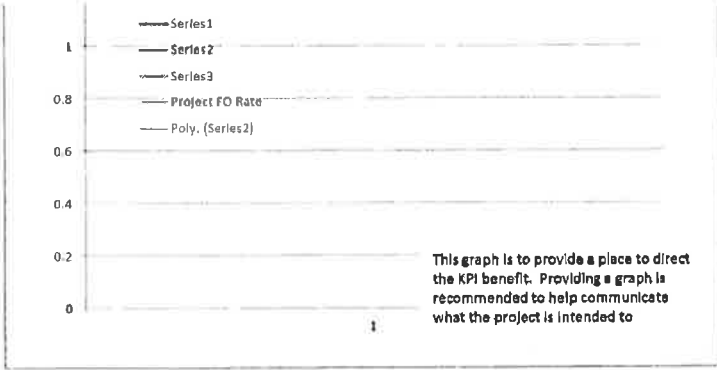 Series1
1
Series2
Series3
0.8
Project FO Rate
Poly. (Series2)
0.6
0.4
0.2
0
1
This graph is to provide a place to direct
the KPI benefit. Providing a graph is
recommended to help communicate
what the project is intended to